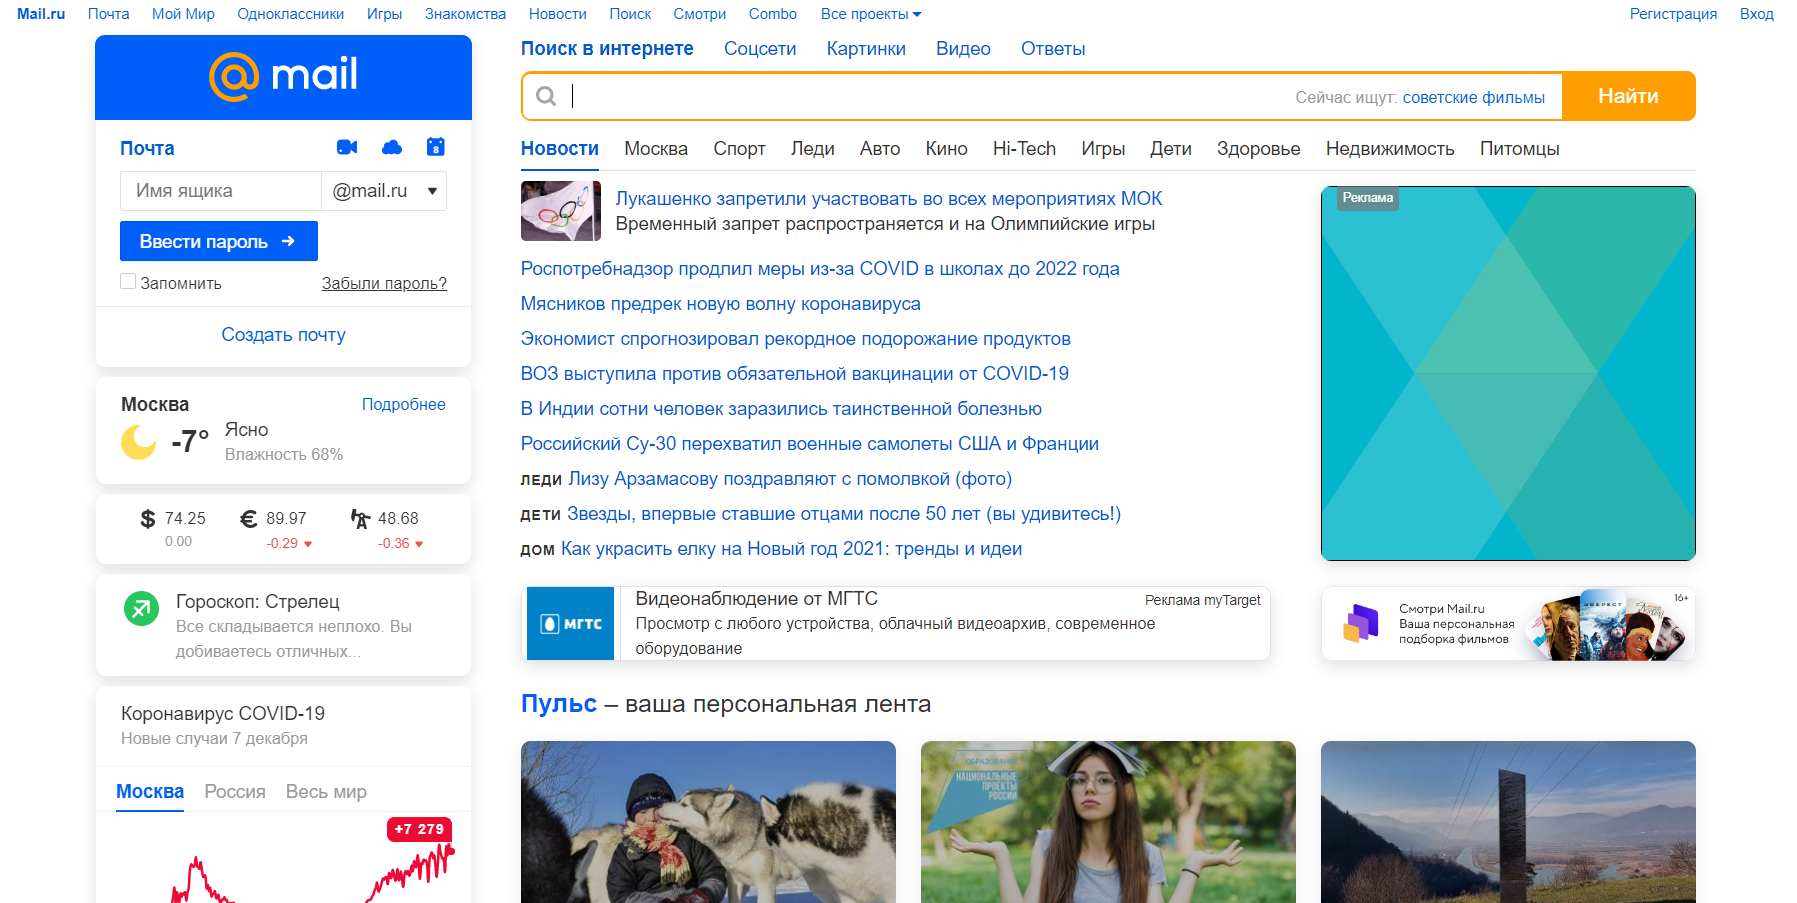 Mail.ru Почта Мой Мир Одноклассники Игры Знакомства Новости Поиск Смотри Combo Все проекты Регистрация Вход
mail
Почта
8
Имя ящика @mail.ru
Ввести пароль
Запомнить Забыли пароль?
Создать почту
Москва Подробнее
-7° Ясно
Влажность 68%
$ 74.25 € 89.97 48.68
0.00 -0.29 -0.36
Гороскоп: Стрелец
Все складывается неплохо. Вы
добиваетесь отличных...
Коронавирус COVID-19
Новые случаи 7 декабря
Москва Россия Весь мир
+7 279
Поиск в интернете Соцсети Картинки Видео Ответы
Сейчас ищут: советские фильмы Найти
Новости Москва Спорт Леди Авто Кино Hi-Tech Игры Дети Здоровье Недвижимость Питомцы
Лукашенко запретили участвовать во всех мероприятиях МОК
Временный запрет распространяется и на Олимпийские игры
Роспотребнадзор продлил меры из-за COVID в школах до 2022 года
Мясников предрек новую волну коронавируса
Экономист спрогнозировал рекордное подорожание продуктов
ВОЗ выступила против обязательной вакцинации от COVID-19
В Индии сотни человек заразились таинственной болезнью
Российский Су-30 перехватил военные самолеты США и Франции
ЛЕДИ Лизу Арзамасову поздравляют с помолвкой (фото)
ДЕТИ Звезды, впервые ставшие отцами после 50 лет (вы удивитесь!)
ДОМ Как украсить елку на Новый год 2021: тренды и идеи
Реклама
МГТС
Видеонаблюдение от МГТС Реклама myTarget
Просмотр с любого устройства, облачный видеоархив, современное
оборудование
Смотри Mail.ru
Ваша персональная
подборка фильмов
16+
ЭВЕРЕСТ
Пульс – ваша персональная лента
ОБРАЗОВАНИЕ
НАЦИОНАЛЬНЫЕ
ПРОЕКТЫ
РОССИИ